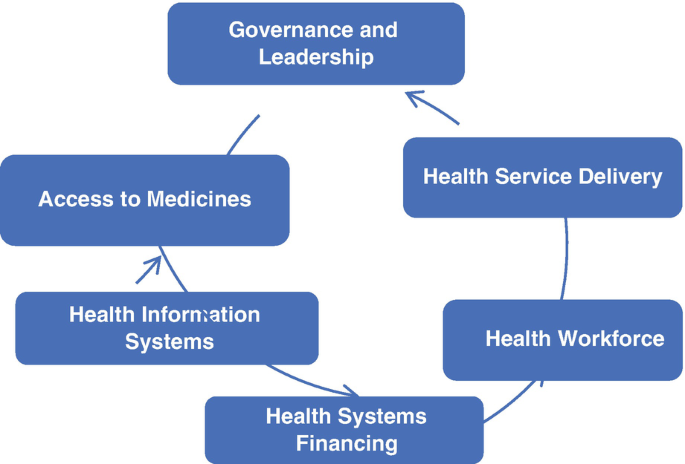 Governance and
Leadership
Health Service Delivery
Access to Medicines
Health Information
Systems
Health Workforce
Health Systems
Financing